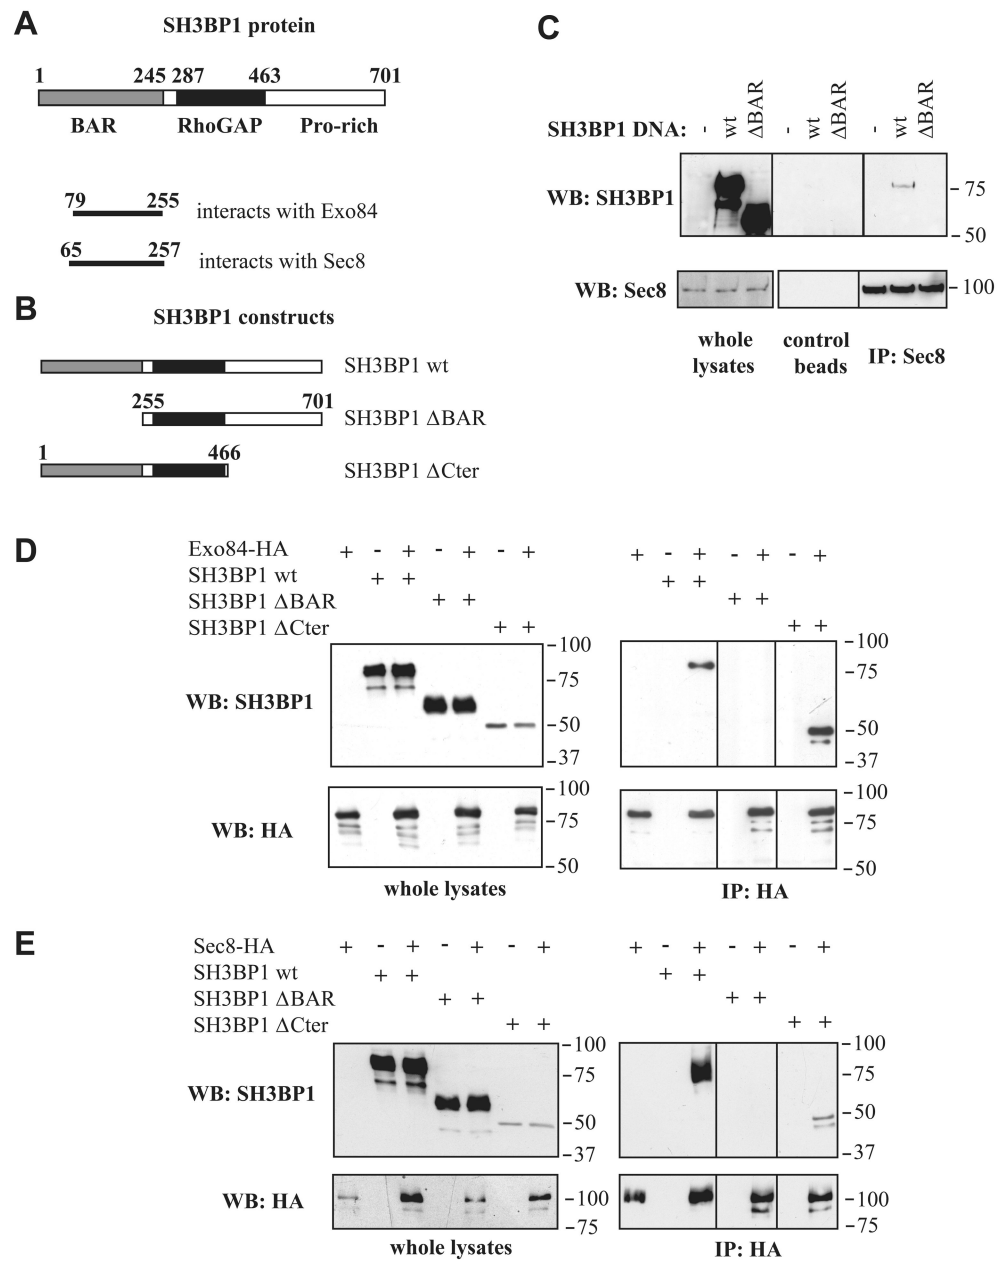 A
SH3BP1 protein
1 245 287 463 701
BAR RhoGAP Pro-rich
79 255
interacts with Exo84
65 257
interacts with Sec8
B
SH3BP1 constructs
SH3BP1 wt
255 701
SH3BP1 ΔBAR
1 466
SH3BP1 ΔCter
C
SH3BP1 DNA: - wt ΔBAR - wt ΔBAR - wt ΔBAR
WB: SH3BP1
- 75
- 50
WB: Sec8
- 100
whole lysates
control beads
IP: Sec8
D
Exo84-HA + - + - + - + + - + - + - +
SH3BP1 wt + + + +
SH3BP1 ΔBAR + + + +
SH3BP1 ΔCter + + + +
WB: SH3BP1
-100
-75
-50
-37
-100
-75
-50
-37
WB: HA
-100
-75
-50
-100
-75
-50
whole lysates
IP: HA
E
Sec8-HA + - + - + - + + - + - + - +
SH3BP1 wt + + + +
SH3BP1 ΔBAR + + + +
SH3BP1 ΔCter + + + +
WB: SH3BP1
-100
-75
-50
-37
-100
-75
-50
-37
WB: HA
-100
-75
-100
-75
whole lysates
IP: HA